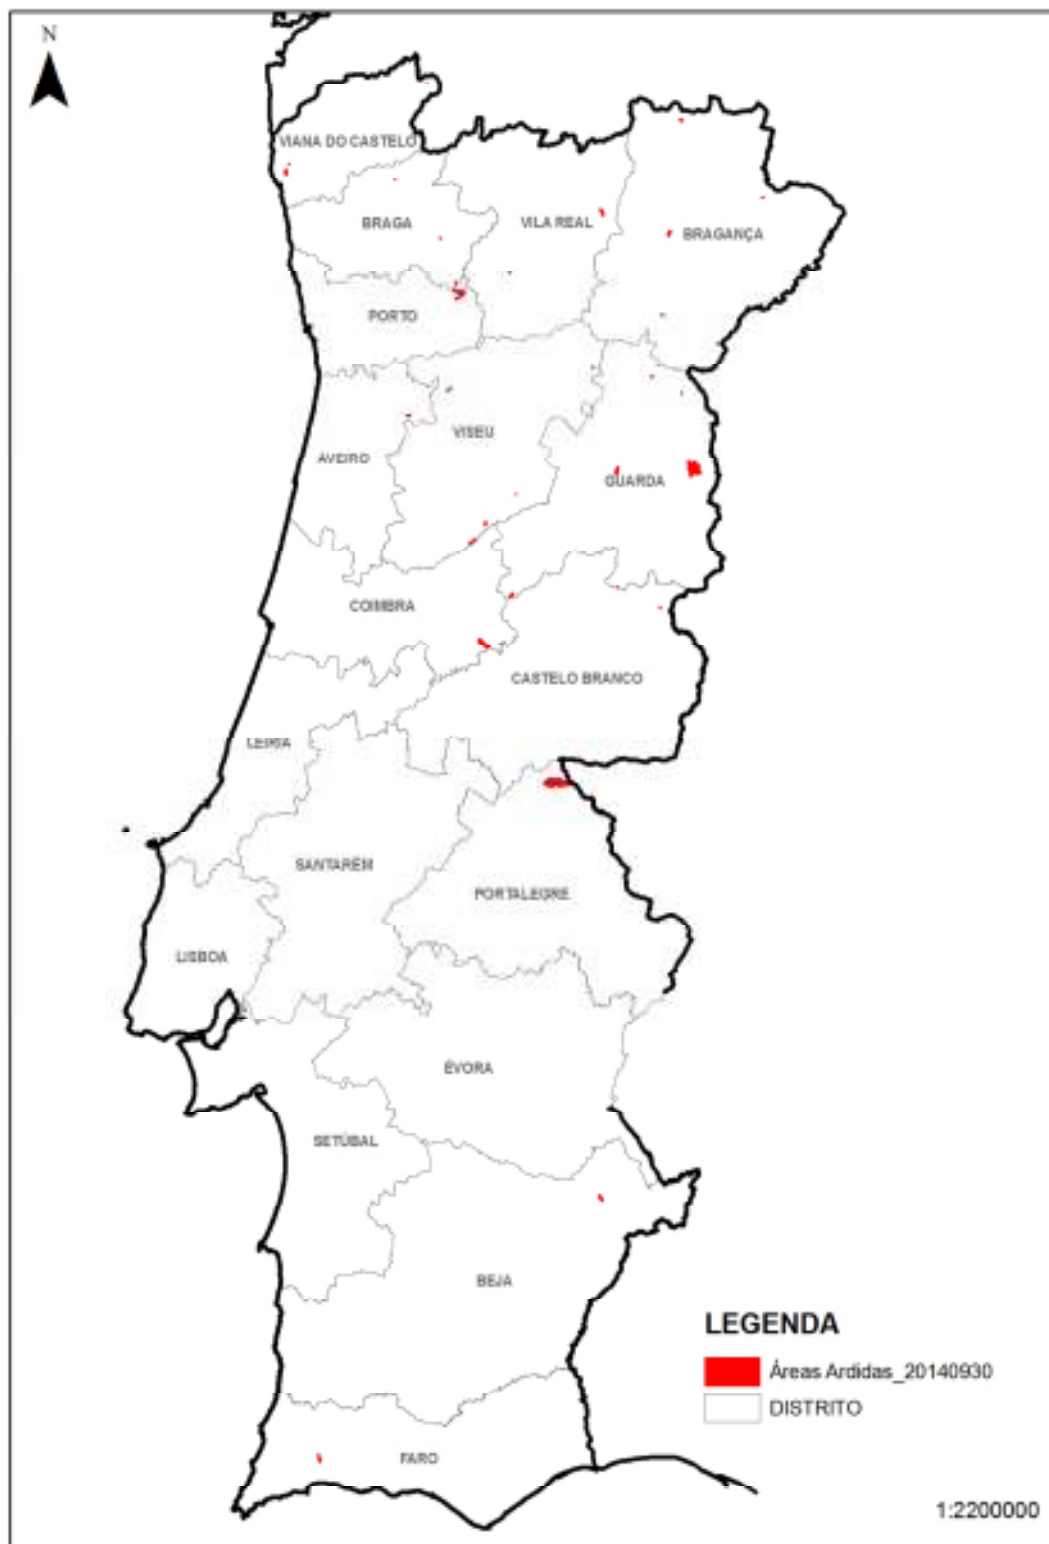 N
VIANA DO CASTELO
BRAGA
VILA REAL
BRAGANÇA
PORTO
VISEU
AVEIRO
GUARDA
COIMBRA
CASTELO BRANCO
LEIRIA
SANTARÉM
PORTALEGRE
LISBOA
ÉVORA
SETÚBAL
BEJA
LEGENDA
Áreas Ardidas_20140930
DISTRITO
FARO
1:2200000